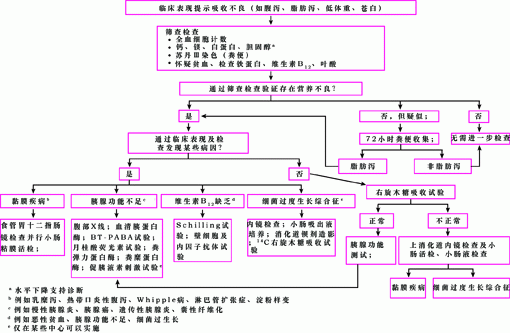 临床表现提示吸收不良(如腹泻、脂肪泻、低体重、苍白)
筛查检查
• 全血细胞计数
• 钙、镁、白蛋白、胆固醇a
• 苏丹Ⅲ染色(粪便)
• 怀疑贫血、检查铁蛋白、维生素B12、叶酸
通过筛查检查验证存在营养不良?
是
否,但疑似;
否
通过临床表现及检
查发现某些病因?
72小时粪便收集;
无需进一步检查
脂肪泻
非脂肪泻
是
否
黏膜疾病b
胰腺功能不足c
维生素B12缺乏d
细菌过度生长综合征c
右旋木糖吸收试验
食管胃十二指肠
镜检查并行小肠
粘膜活检;
腹部X线; 血清胰蛋白
酶; BT-PABA试验;
月桂酸荧光素试验; 粪
弹力蛋白酶; 粪糜蛋白
酶; 促胰液素刺激试验e
Schilling试
验; 壁细胞及
内因子抗体试
验
内镜检查; 小肠吸出液
培养; 消化道钡剂造影;
14C右旋木糖吸收试验
正常
不正常
胰腺功能
测试;
上消化道内镜检查及小
肠活检、小肠液检查
黏膜疾病
细菌过度生长综合征
a 水平下降支持诊断
b 例如乳糜泻、热带口炎性腹泻、Whipple病、淋巴管扩张症、淀粉样变
c 例如慢性胰腺炎、胰腺癌、遗传性胰腺炎、囊性纤维化
d 例如恶性贫血、胰腺功能不足、细菌过生长
e 仅在某些中心可以实施